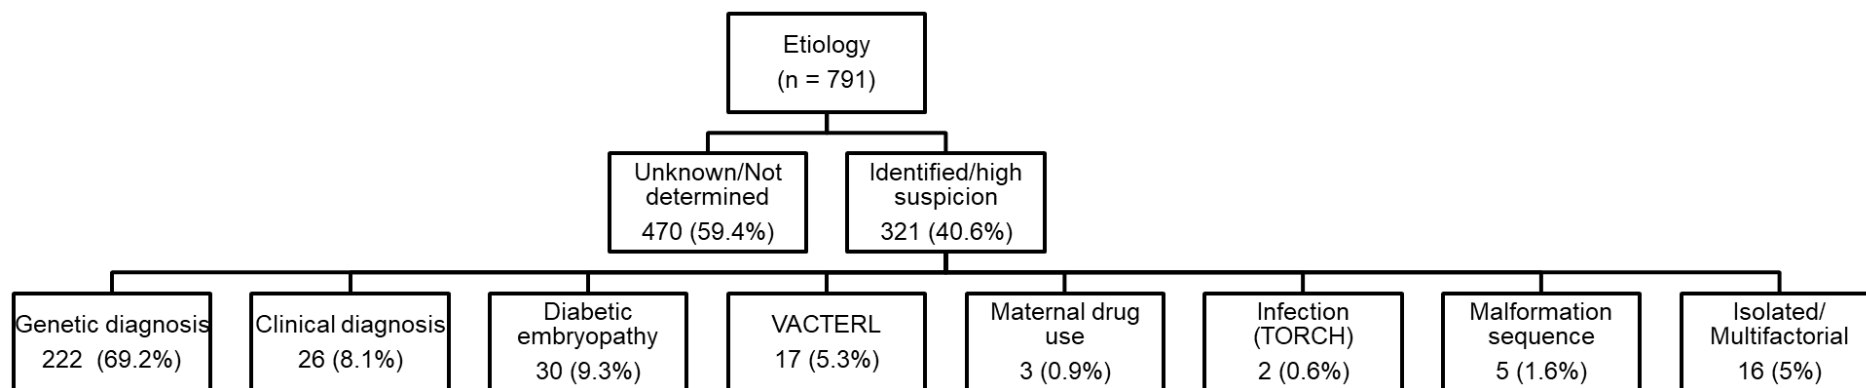 Etiology
(n = 791)
Unknown/Not
determined
470 (59.4%)
Identified/high
suspicion
321 (40.6%)
Genetic diagnosis
222 (69.2%)
Clinical diagnosis
26 (8.1%)
Diabetic
embryopathy
30 (9.3%)
VACTERL
17 (5.3%)
Maternal drug
use
3 (0.9%)
Infection
(TORCH)
2 (0.6%)
Malformation
sequence
5 (1.6%)
Isolated/
Multifactorial
16 (5%)